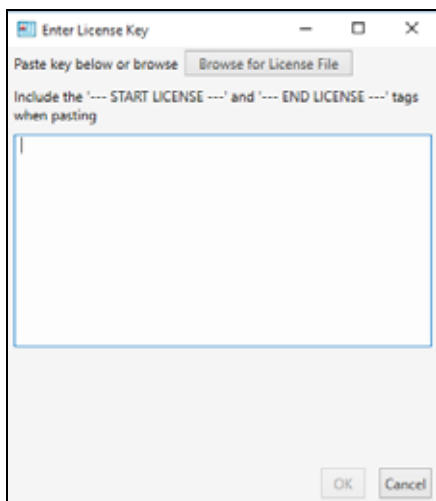 Enter License Key
Paste key below or browse Browse for License File
Include the '--- START LICENSE ---' and '--- END LICENSE ---' tags
when pasting
OK Cancel